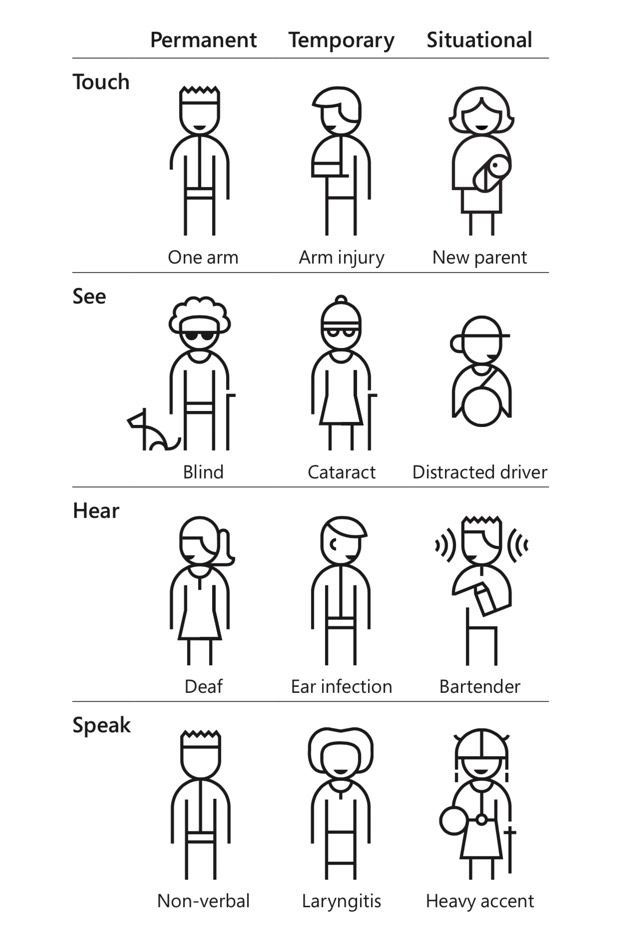 Permanent Temporary Situational
Touch
One arm Arm injury New parent
See
Blind Cataract Distracted driver
Hear
Deaf Ear infection Bartender
Speak
Non-verbal Laryngitis Heavy accent